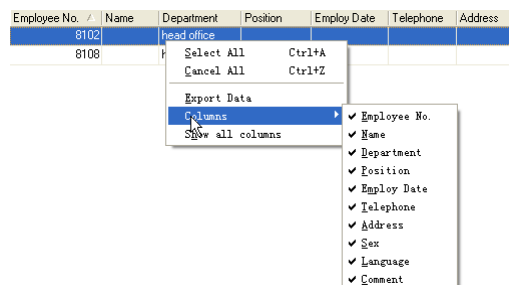 Employee No. Name Department Position Employ Date Telephone Address
8102 head office
8108 h
Select All Ctrl+A
Cancel All Ctrl+Z
Export Data
Columns
Show all columns
Employee No.
Name
Department
Position
Employ Date
Telephone
Address
Sex
Language
Comment